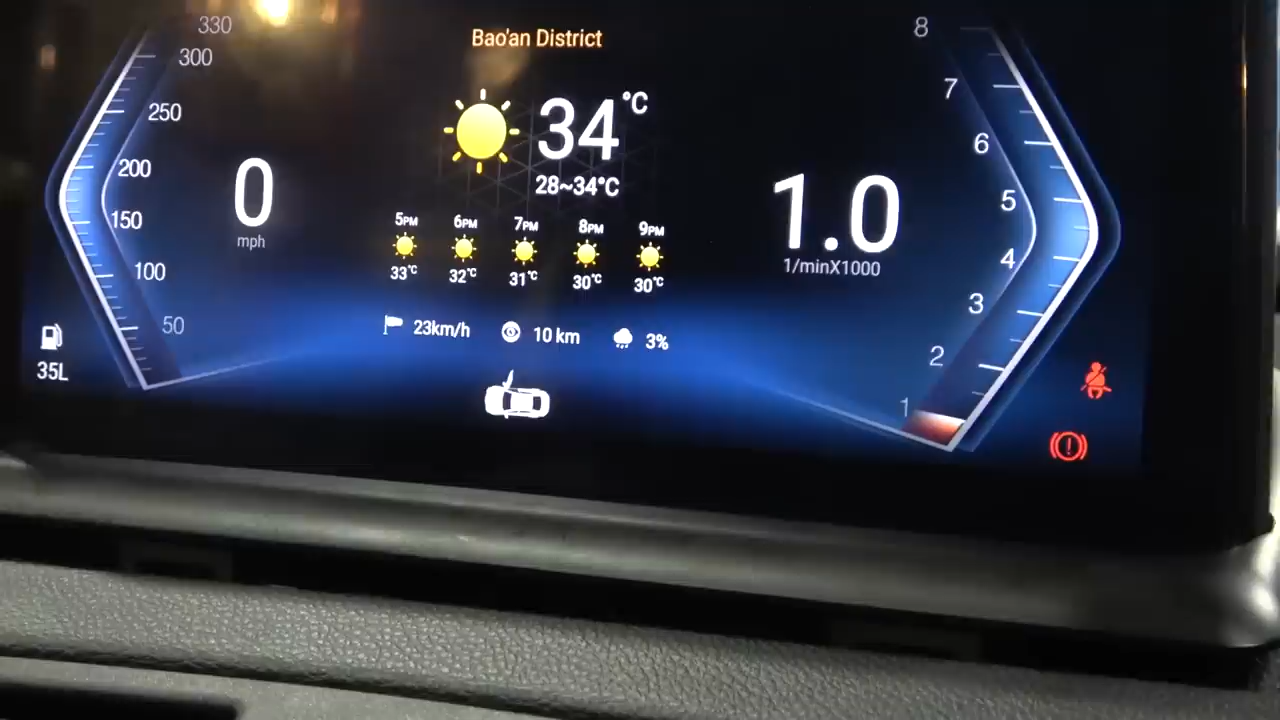 Bao'an District
34°C
28~34°C
5PM 6PM 7PM 8PM 9PM
33°C 32°C 31°C 30°C 30°C
23km/h 10 km 3%
330
300
250
200
150
100
50
0
mph
35L
8
7
6
5
4
3
2
1
1.0
1/minX1000